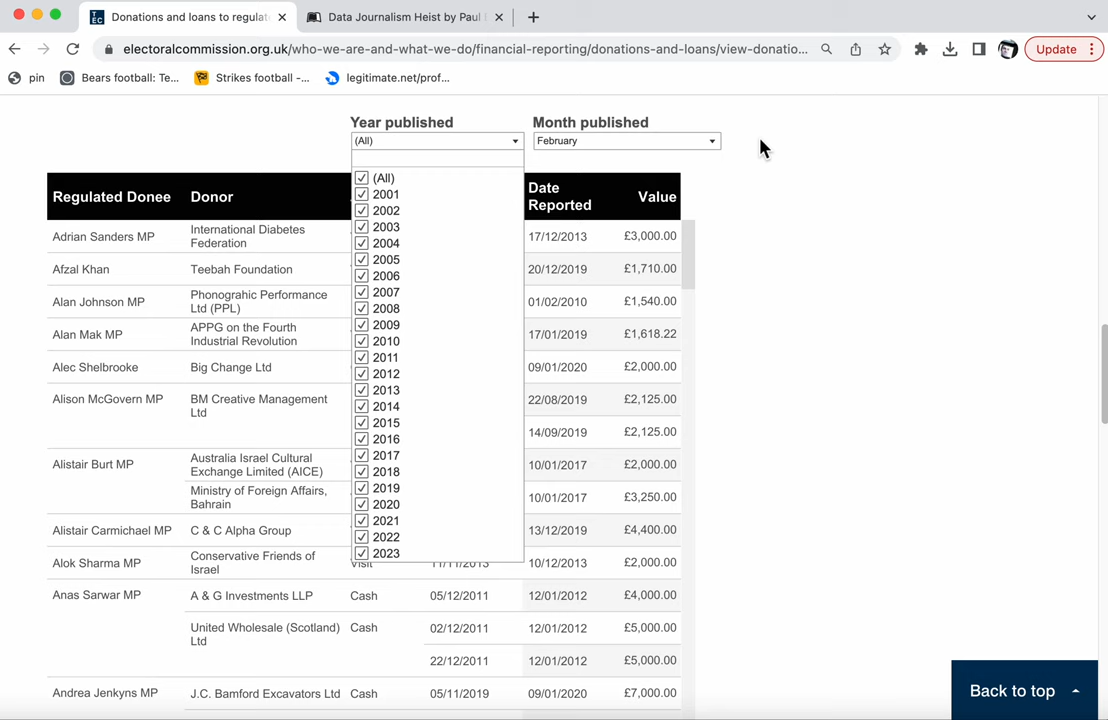 Donations and loans to regulat
Data Journalism Heist by Paul
electoralcommission.org.uk/who-we-are-and-what-we-do/financial-reporting/donations-and-loans/view-donatio...
Update
pin
Bears football: Te...
Strikes football -...
legitimate.net/prof...
Year published
Month published
(All)
February
(All)
2001
2002
2003
2004
2005
2006
2007
2008
2009
2010
2011
2012
2013
2014
2015
2016
2017
2018
2019
2020
2021
2022
2023
Regulated Donee Donor Date Reported Value
Adrian Sanders MP International Diabetes Federation 17/12/2013 £3,000.00
Afzal Khan Teebah Foundation 20/12/2019 £1,710.00
Alan Johnson MP Phonograhic Performance Ltd (PPL) 01/02/2010 £1,540.00
Alan Mak MP APPG on the Fourth Industrial Revolution 17/01/2019 £1,618.22
Alec Shelbrooke Big Change Ltd 09/01/2020 £2,000.00
Alison McGovern MP BM Creative Management Ltd 22/08/2019 £2,125.00
14/09/2019 £2,125.00
Alistair Burt MP Australia Israel Cultural Exchange Limited (AICE) 10/01/2017 £2,000.00
Ministry of Foreign Affairs, Bahrain 10/01/2017 £3,250.00
Alistair Carmichael MP C & C Alpha Group 13/12/2019 £4,400.00
Alok Sharma MP Conservative Friends of Israel Visit 11/11/2013 10/12/2013 £2,000.00
Anas Sarwar MP A & G Investments LLP Cash 05/12/2011 12/01/2012 £4,000.00
United Wholesale (Scotland) Ltd Cash 02/12/2011 12/01/2012 £5,000.00
22/12/2011 12/01/2012 £5,000.00
Andrea Jenkyns MP J.C. Bamford Excavators Ltd Cash 05/11/2019 09/01/2020 £7,000.00
Back to top